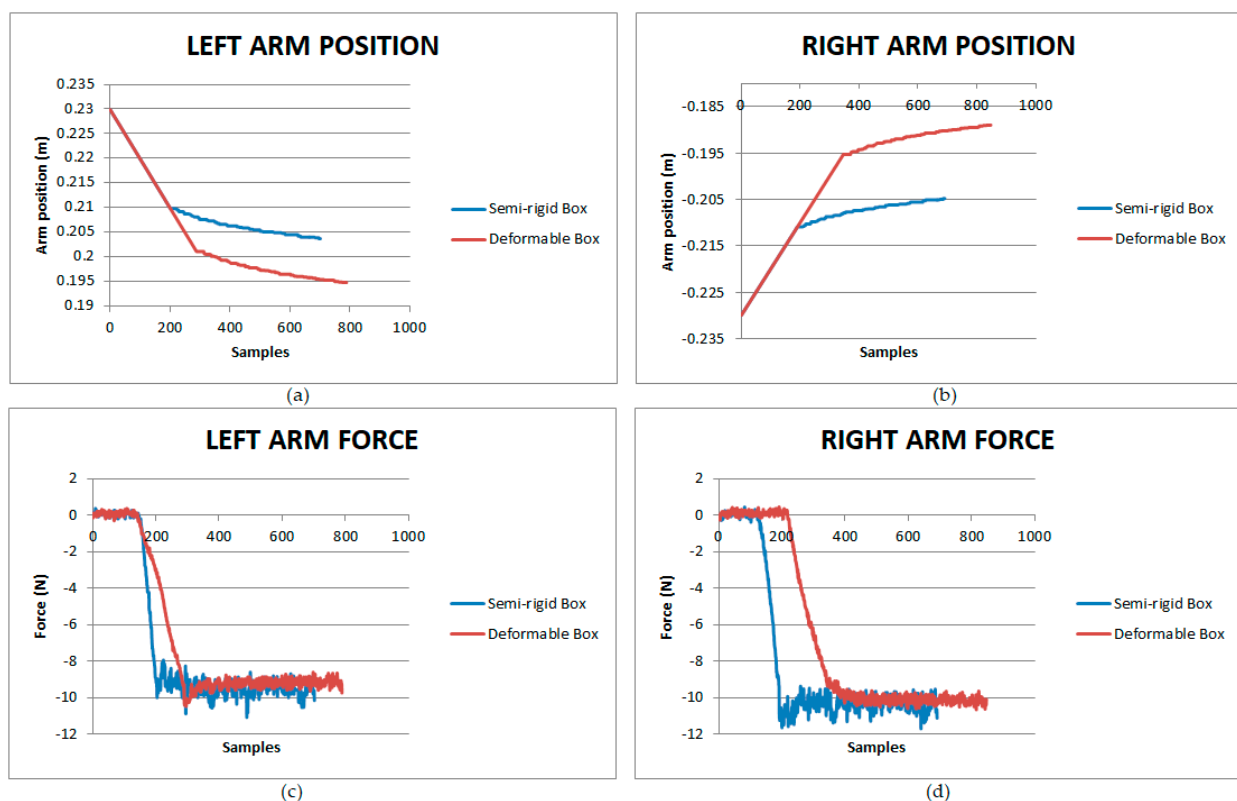 LEFT ARM POSITION
Arm position (m)
0.235
0.23
0.225
0.22
0.215
0.21
0.205
0.2
0.195
0.19
0 200 400 600 800 1000
Samples
Semi-rigid Box
Deformable Box
(a)
RIGHT ARM POSITION
Arm position (m)
0 200 400 600 800 1000
-0.185
-0.195
-0.205
-0.215
-0.225
-0.235
Samples
Semi-rigid Box
Deformable Box
(b)
LEFT ARM FORCE
Force (N)
2
0
-2
-4
-6
-8
-10
-12
0 200 400 600 800 1000
Samples
Semi-rigid Box
Deformable Box
(c)
RIGHT ARM FORCE
Force (N)
2
0
-2
-4
-6
-8
-10
-12
0 200 400 600 800 1000
Samples
Semi-rigid Box
Deformable Box
(d)